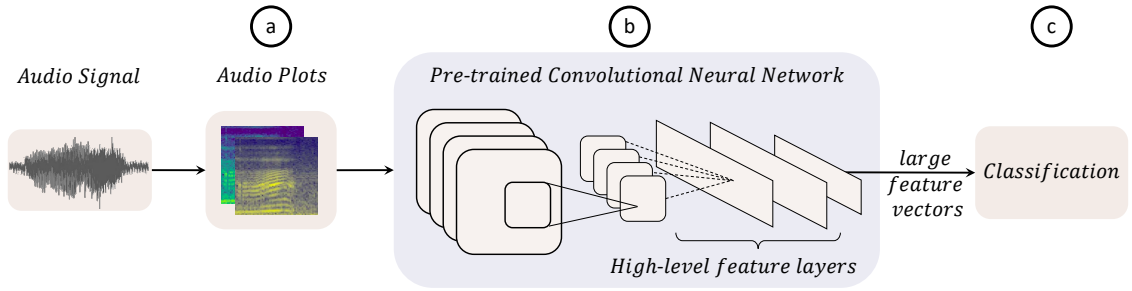 a
b
c
Audio Signal
Audio Plots
Pre-trained Convolutional Neural Network
large
feature
vectors
Classification
High-level feature layers